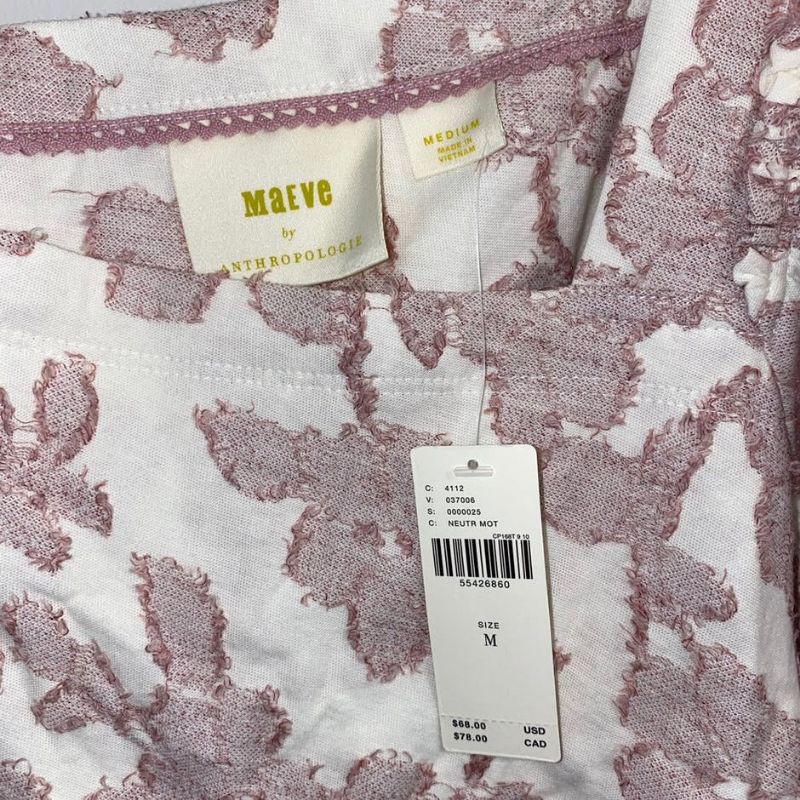 MaEVe
by
ANTHROPOLOGIE
MEDIUM
MADE IN
VIETNAM
C: 4112
V: 037006
S: 0000025
C: NEUTR MOT
CP168T 9 10
55426860
SIZE
M
$68.00 USD
$78.00 CAD